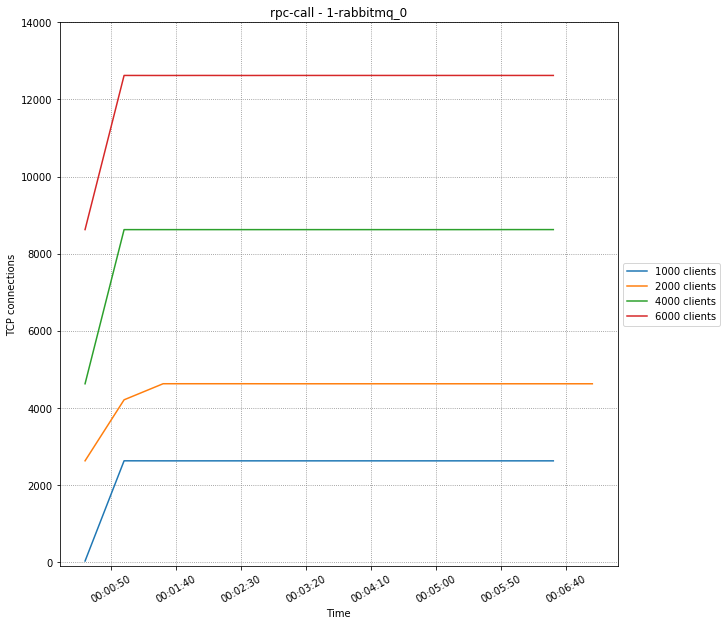 rpc-call - 1-rabbitmq_0
14000
12000
10000
8000
6000
4000
2000
0
TCP connections
00:00:50
00:01:40
00:02:30
00:03:20
00:04:10
00:05:00
00:05:50
00:06:40
Time
1000 clients
2000 clients
4000 clients
6000 clients